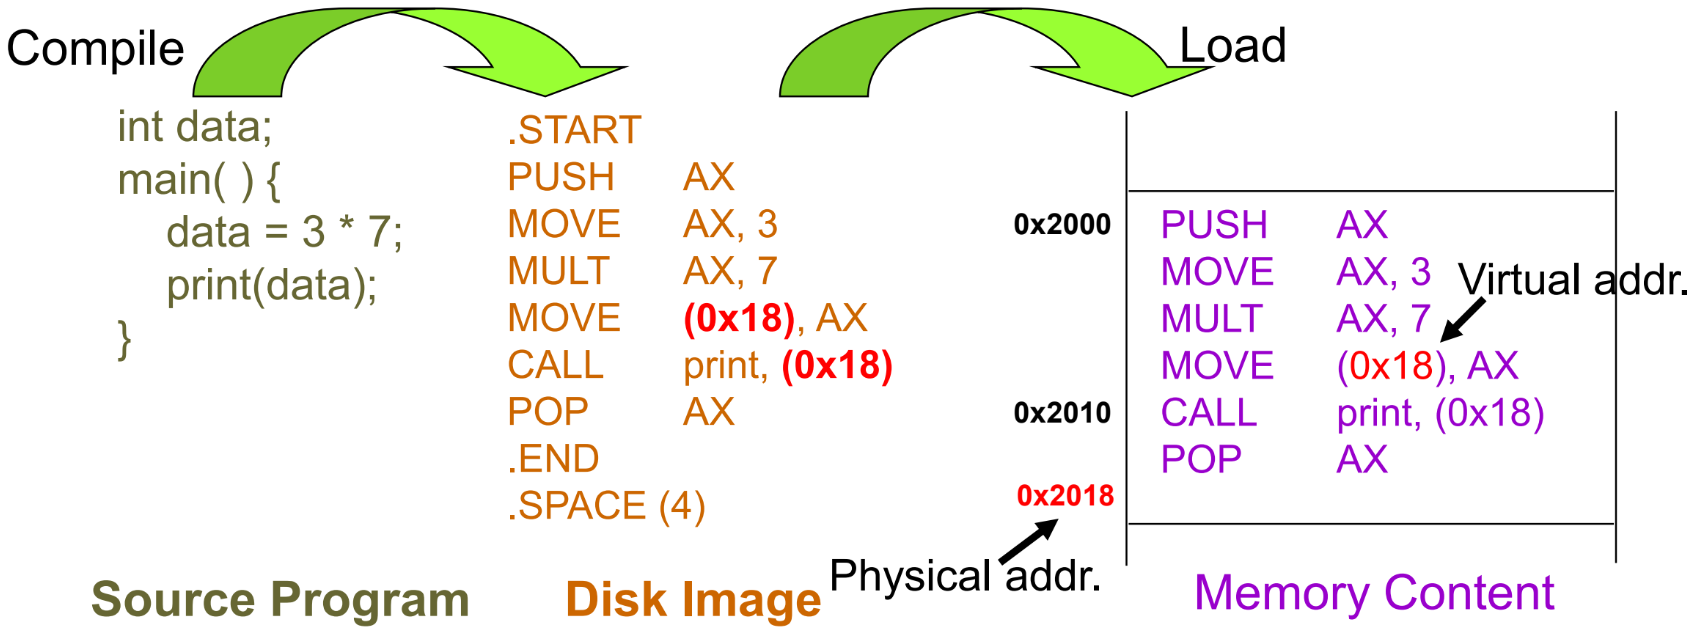 Compile
Load
int data;
main( ) {
data = 3 * 7;
print(data);
}
.START
PUSH AX
MOVE AX, 3
MULT AX, 7
MOVE (0x18), AX
CALL print, (0x18)
POP AX
.END
.SPACE (4)
0x2000
0x2010
0x2018
PUSH AX
MOVE AX, 3
MULT AX, 7
MOVE (0x18), AX
CALL print, (0x18)
POP AX
Virtual addr.
Physical addr.
Source Program
Disk Image
Memory Content